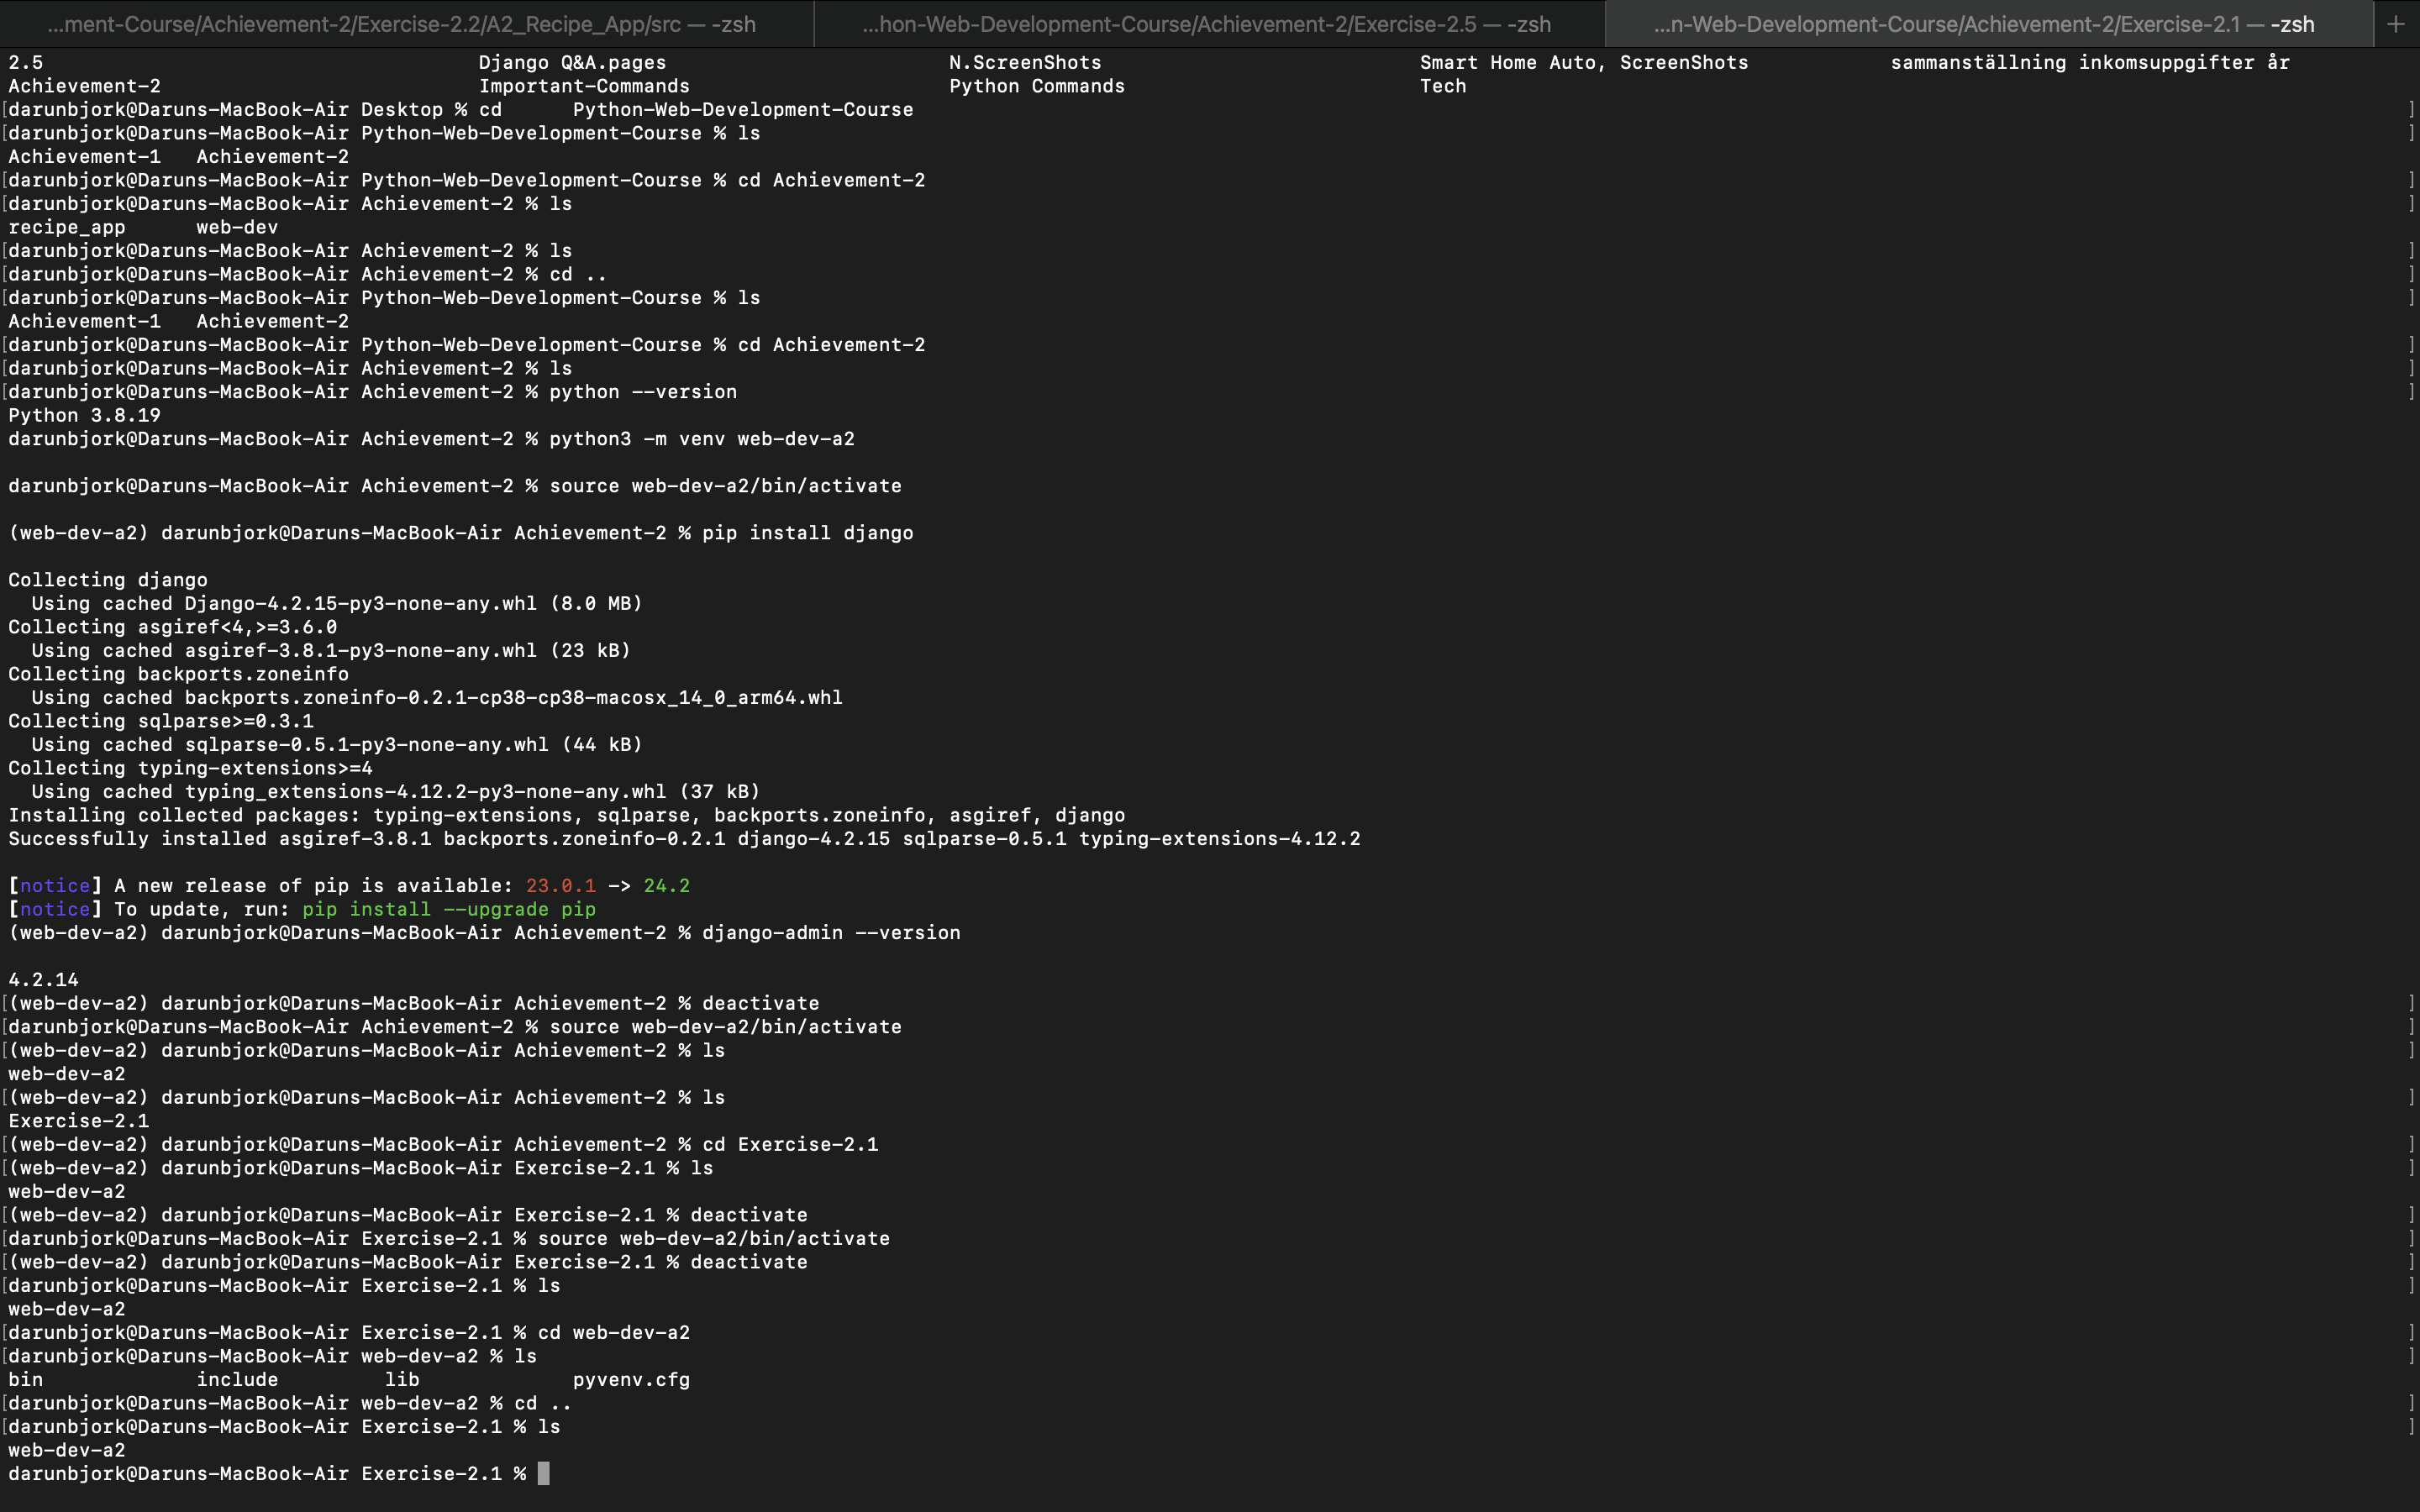 ...ment-Course/Achievement-2/Exercise-2.2/A2_Recipe_App/src — -zsh ...hon-Web-Development-Course/Achievement-2/Exercise-2.5 — -zsh ...n-Web-Development-Course/Achievement-2/Exercise-2.1 — -zsh +
2.5 Django Q&A.pages N.ScreenShots Smart Home Auto, ScreenShots sammanställning inkomsuppgifter år
Achievement-2 Important-Commands Python Commands Tech
[darunbjork@Daruns-MacBook-Air Desktop % cd Python-Web-Development-Course ]
[darunbjork@Daruns-MacBook-Air Python-Web-Development-Course % ls ]
Achievement-1 Achievement-2
[darunbjork@Daruns-MacBook-Air Python-Web-Development-Course % cd Achievement-2 ]
[darunbjork@Daruns-MacBook-Air Achievement-2 % ls ]
recipe_app web-dev
[darunbjork@Daruns-MacBook-Air Achievement-2 % ls ]
[darunbjork@Daruns-MacBook-Air Achievement-2 % cd .. ]
[darunbjork@Daruns-MacBook-Air Python-Web-Development-Course % ls ]
Achievement-1 Achievement-2
[darunbjork@Daruns-MacBook-Air Python-Web-Development-Course % cd Achievement-2 ]
[darunbjork@Daruns-MacBook-Air Achievement-2 % ls ]
[darunbjork@Daruns-MacBook-Air Achievement-2 % python --version ]
Python 3.8.19
darunbjork@Daruns-MacBook-Air Achievement-2 % python3 -m venv web-dev-a2
darunbjork@Daruns-MacBook-Air Achievement-2 % source web-dev-a2/bin/activate
(web-dev-a2) darunbjork@Daruns-MacBook-Air Achievement-2 % pip install django
Collecting django
Using cached Django-4.2.15-py3-none-any.whl (8.0 MB)
Collecting asgiref<4,>=3.6.0
Using cached asgiref-3.8.1-py3-none-any.whl (23 kB)
Collecting backports.zoneinfo
Using cached backports.zoneinfo-0.2.1-cp38-cp38-macosx_14_0_arm64.whl
Collecting sqlparse>=0.3.1
Using cached sqlparse-0.5.1-py3-none-any.whl (44 kB)
Collecting typing-extensions>=4
Using cached typing_extensions-4.12.2-py3-none-any.whl (37 kB)
Installing collected packages: typing-extensions, sqlparse, backports.zoneinfo, asgiref, django
Successfully installed asgiref-3.8.1 backports.zoneinfo-0.2.1 django-4.2.15 sqlparse-0.5.1 typing-extensions-4.12.2
[notice] A new release of pip is available: 23.0.1 -> 24.2
[notice] To update, run: pip install --upgrade pip
(web-dev-a2) darunbjork@Daruns-MacBook-Air Achievement-2 % django-admin --version
4.2.14
[(web-dev-a2) darunbjork@Daruns-MacBook-Air Achievement-2 % deactivate ]
[darunbjork@Daruns-MacBook-Air Achievement-2 % source web-dev-a2/bin/activate ]
[(web-dev-a2) darunbjork@Daruns-MacBook-Air Achievement-2 % ls ]
web-dev-a2
[(web-dev-a2) darunbjork@Daruns-MacBook-Air Achievement-2 % ls ]
Exercise-2.1
[(web-dev-a2) darunbjork@Daruns-MacBook-Air Achievement-2 % cd Exercise-2.1 ]
[(web-dev-a2) darunbjork@Daruns-MacBook-Air Exercise-2.1 % ls ]
web-dev-a2
[(web-dev-a2) darunbjork@Daruns-MacBook-Air Exercise-2.1 % deactivate ]
[darunbjork@Daruns-MacBook-Air Exercise-2.1 % source web-dev-a2/bin/activate ]
[(web-dev-a2) darunbjork@Daruns-MacBook-Air Exercise-2.1 % deactivate ]
[darunbjork@Daruns-MacBook-Air Exercise-2.1 % ls ]
web-dev-a2
[darunbjork@Daruns-MacBook-Air Exercise-2.1 % cd web-dev-a2 ]
[darunbjork@Daruns-MacBook-Air web-dev-a2 % ls ]
bin include lib pyvenv.cfg
[darunbjork@Daruns-MacBook-Air web-dev-a2 % cd .. ]
[darunbjork@Daruns-MacBook-Air Exercise-2.1 % ls ]
web-dev-a2
darunbjork@Daruns-MacBook-Air Exercise-2.1 %